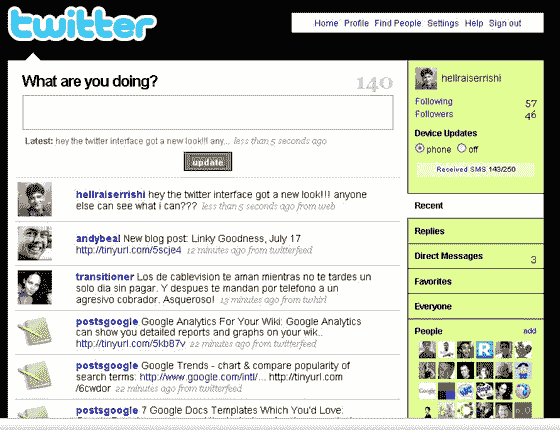 twitter
Home Profile Find People Settings Help Sign out
What are you doing?
140
Latest: hey the twitter interface got a new look!!! any... less than 5 seconds ago
update
hellraiserrishi hey the twitter interface got a new look!!! anyone
else can see what i can??? less than 5 seconds ago from web
andybeal New blog post: Linky Goodness, July 17
http://tinyurl.com/5scje4 12 minutes ago from twitterfeed
transitioner Los de cablevision te aman mientras no te tardes un
solo dia sin pagar. Y despues te mandan por telefono a un
agresivo cobrador. Asqueroso! 13 minutes ago from twhirl
postsgoogle Google Analytics For Your Wiki: Google Analytics
can show you detailed reports and graphs on your wik..
http://tinyurl.com/5kb87v 22 minutes ago from twitterfeed
postsgoogle Google Trends - chart & compare popularity of
search terms: http://www.google.com/intl/... http://tinyurl.com
/6cwdor 22 minutes ago from twitterfeed
postsgoogle 7 Google Docs Templates Which You'd Love:
hellraiserrishi
Following 57
Followers 46
Device Updates
phone off
Received SMS 143/250
Recent
Replies
Direct Messages 3
Favorites
Everyone
People add